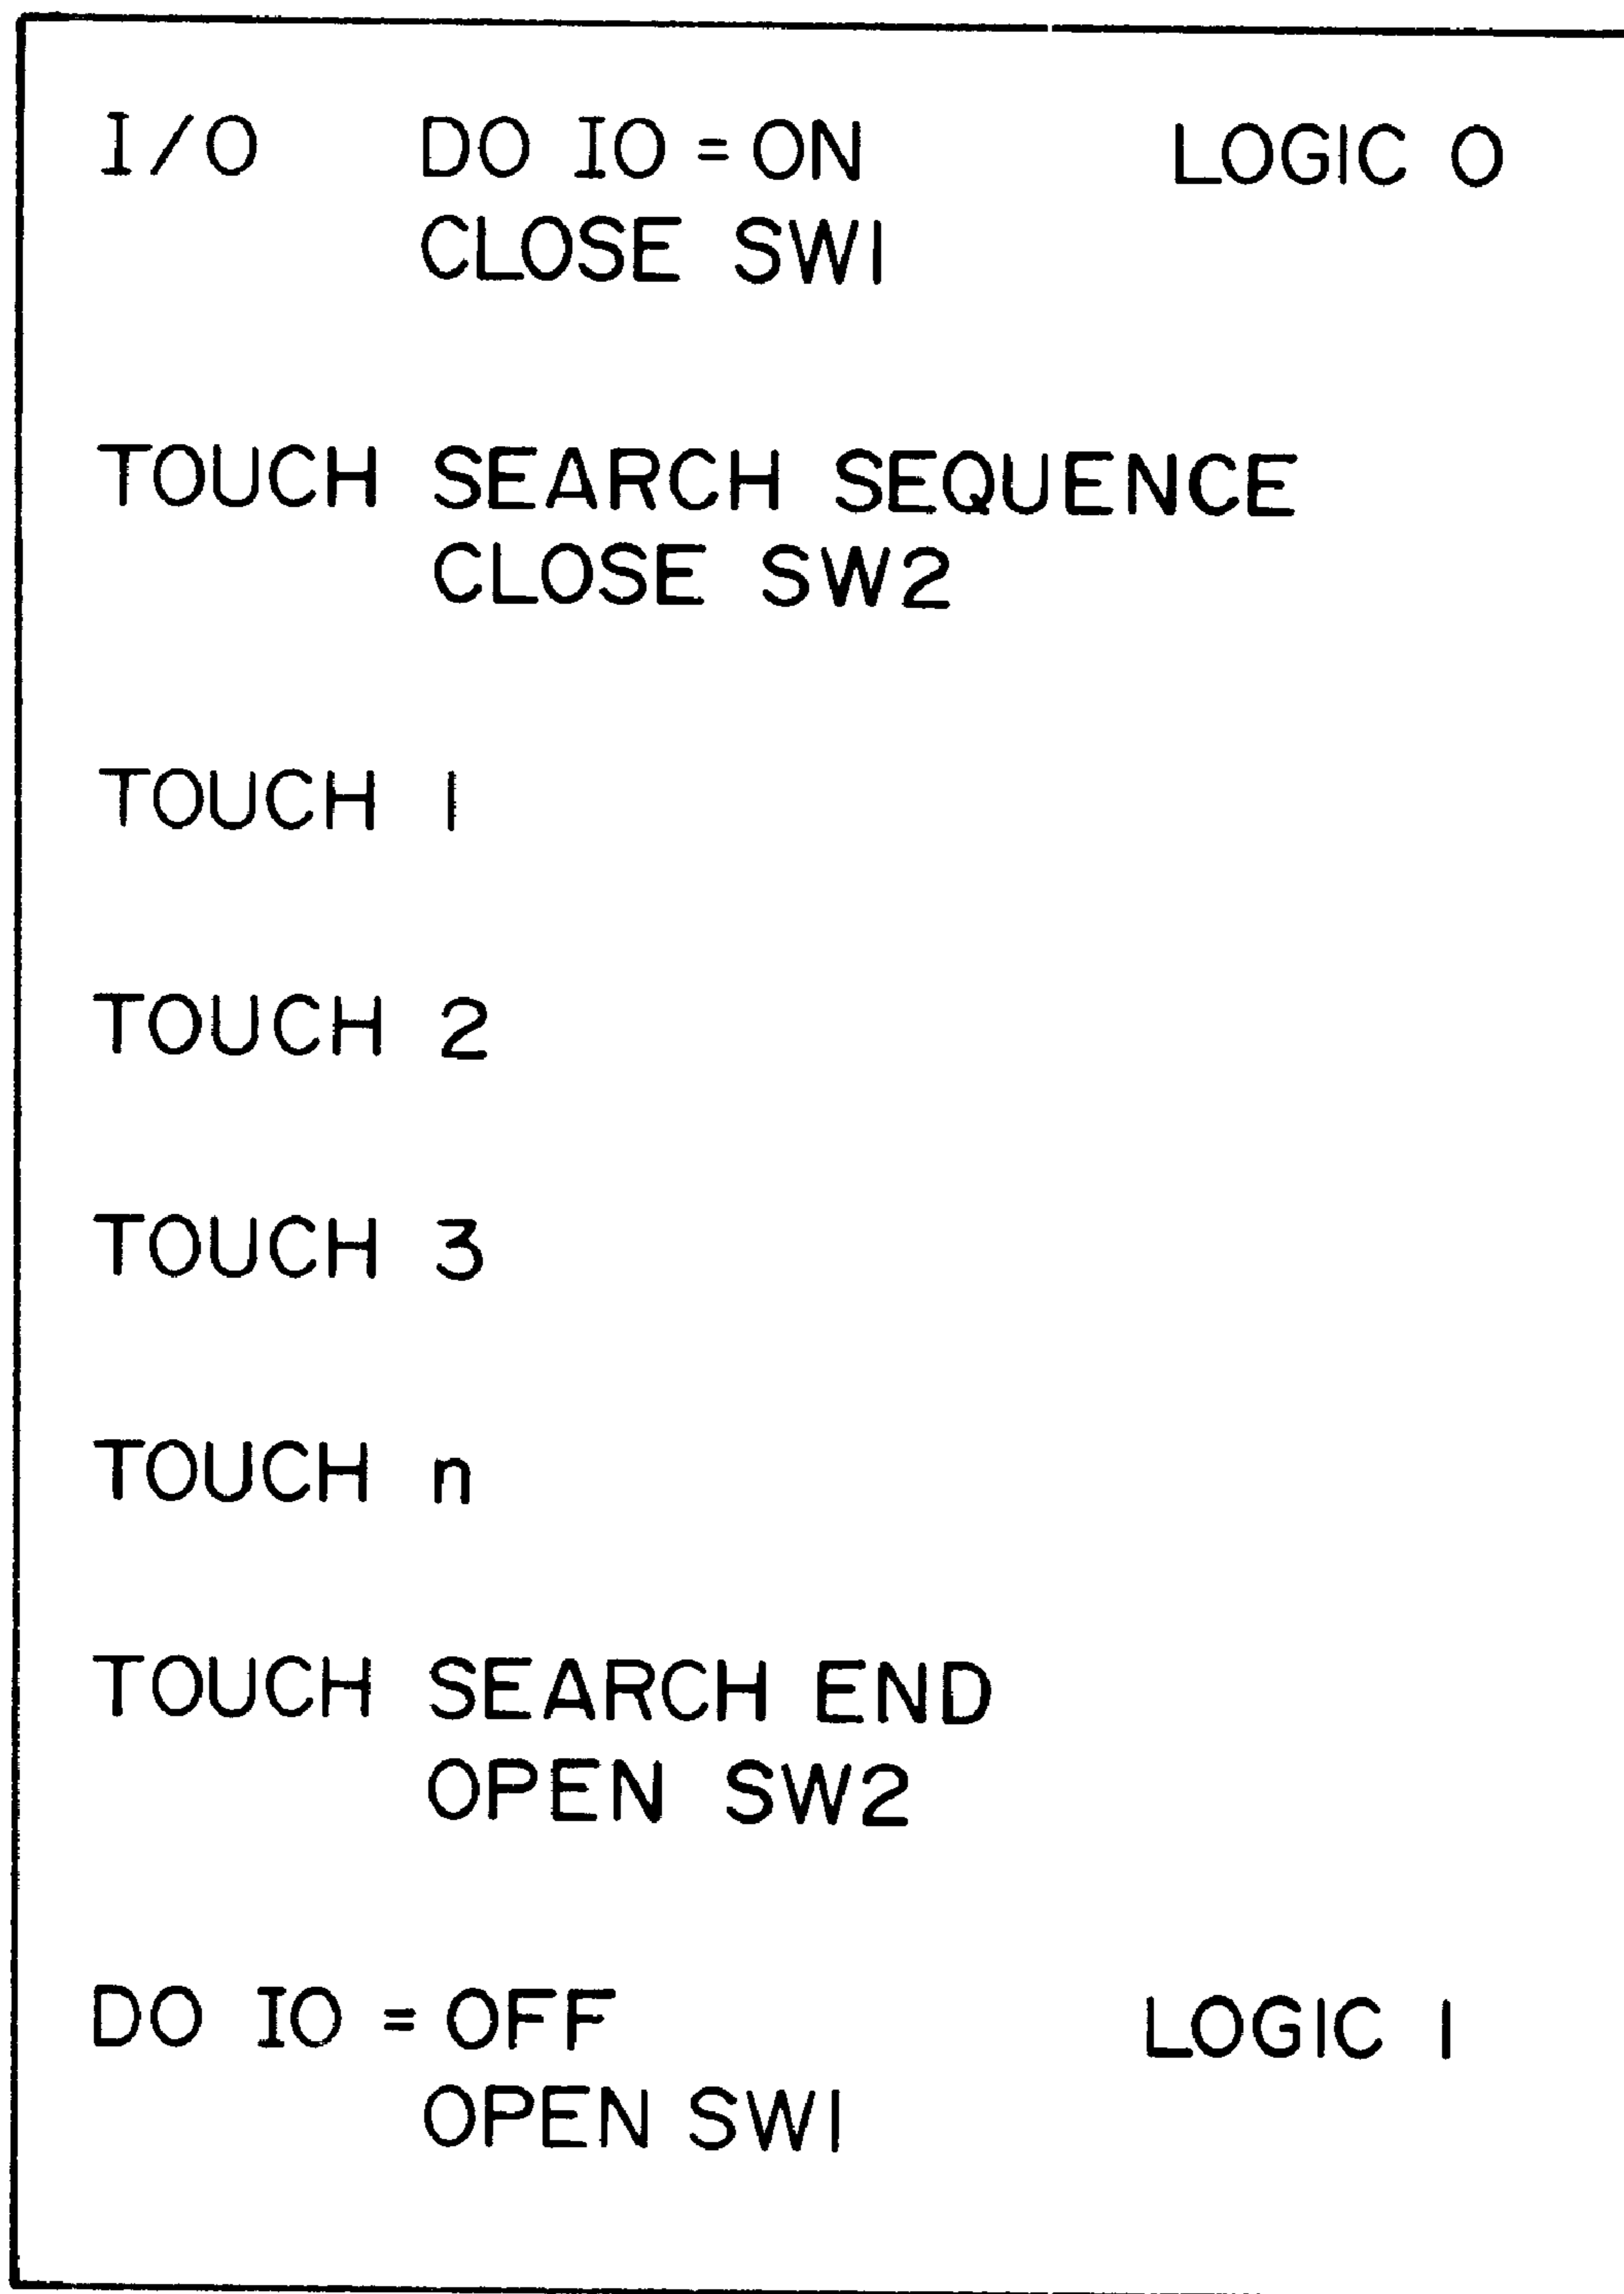 I/O DO IO = ON LOGIC 0
CLOSE SW1
TOUCH SEARCH SEQUENCE
CLOSE SW2
TOUCH 1
TOUCH 2
TOUCH 3
TOUCH n
TOUCH SEARCH END
OPEN SW2
DO IO = OFF LOGIC 1
OPEN SW1